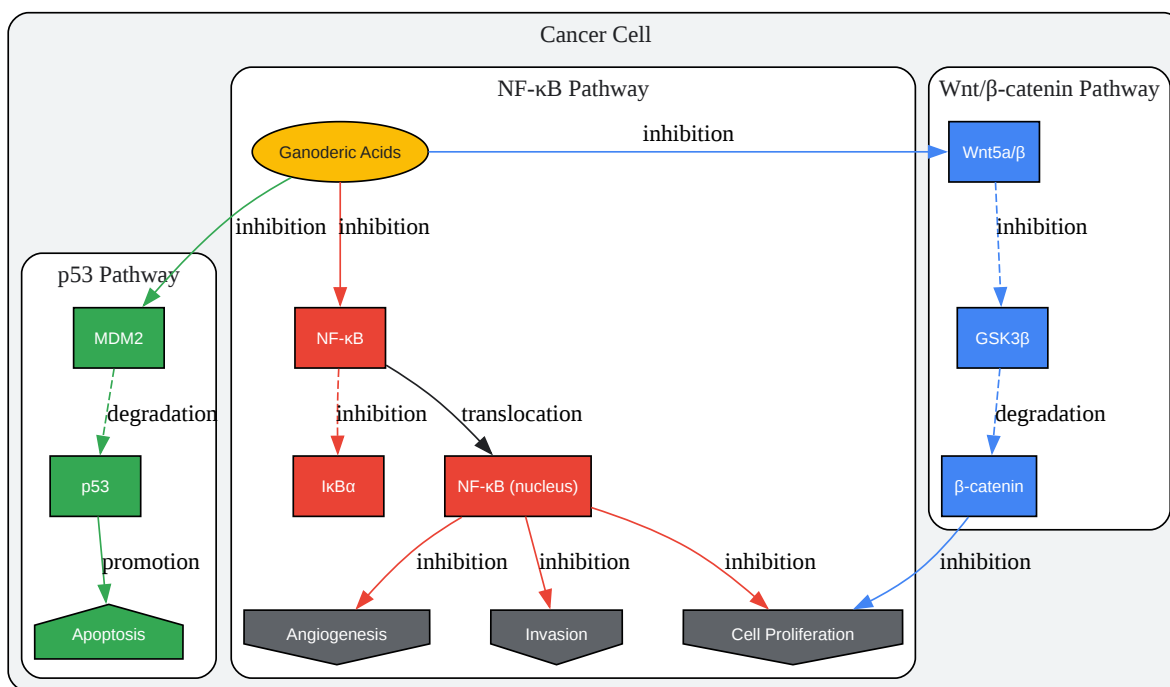 Cancer Cell
NF-κB Pathway
Wnt/β-catenin Pathway
Ganoderic Acids
inhibition
Wnt5a/β
inhibition
inhibition
inhibition
p53 Pathway
MDM2
NF-κB
GSK3β
degradation
inhibition
translocation
degradation
p53
IκBα
NF-κB (nucleus)
β-catenin
promotion
inhibition
inhibition
inhibition
inhibition
Apoptosis
Angiogenesis
Invasion
Cell Proliferation